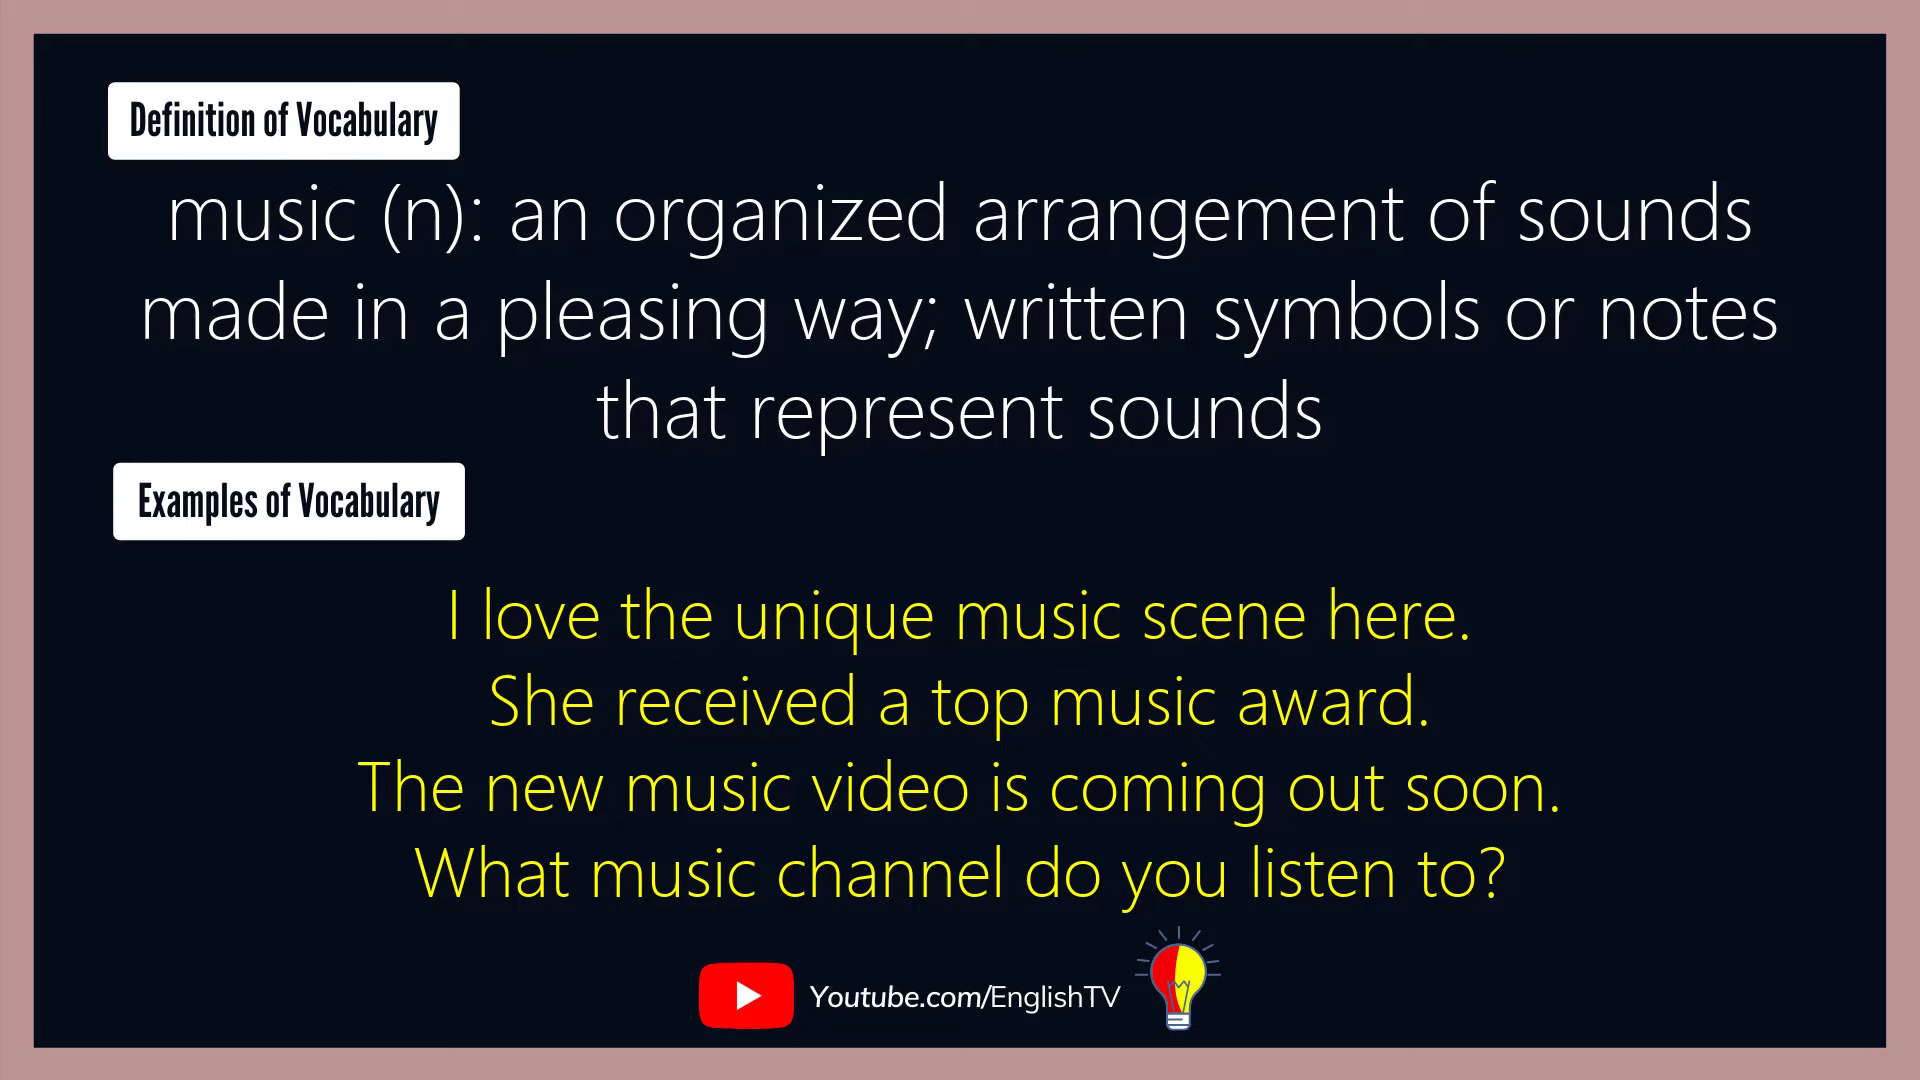 Definition of Vocabulary
music (n): an organized arrangement of sounds
made in a pleasing way; written symbols or notes
that represent sounds
Examples of Vocabulary
I love the unique music scene here.
She received a top music award.
The new music video is coming out soon.
What music channel do you listen to?
Youtube.com/EnglishTV